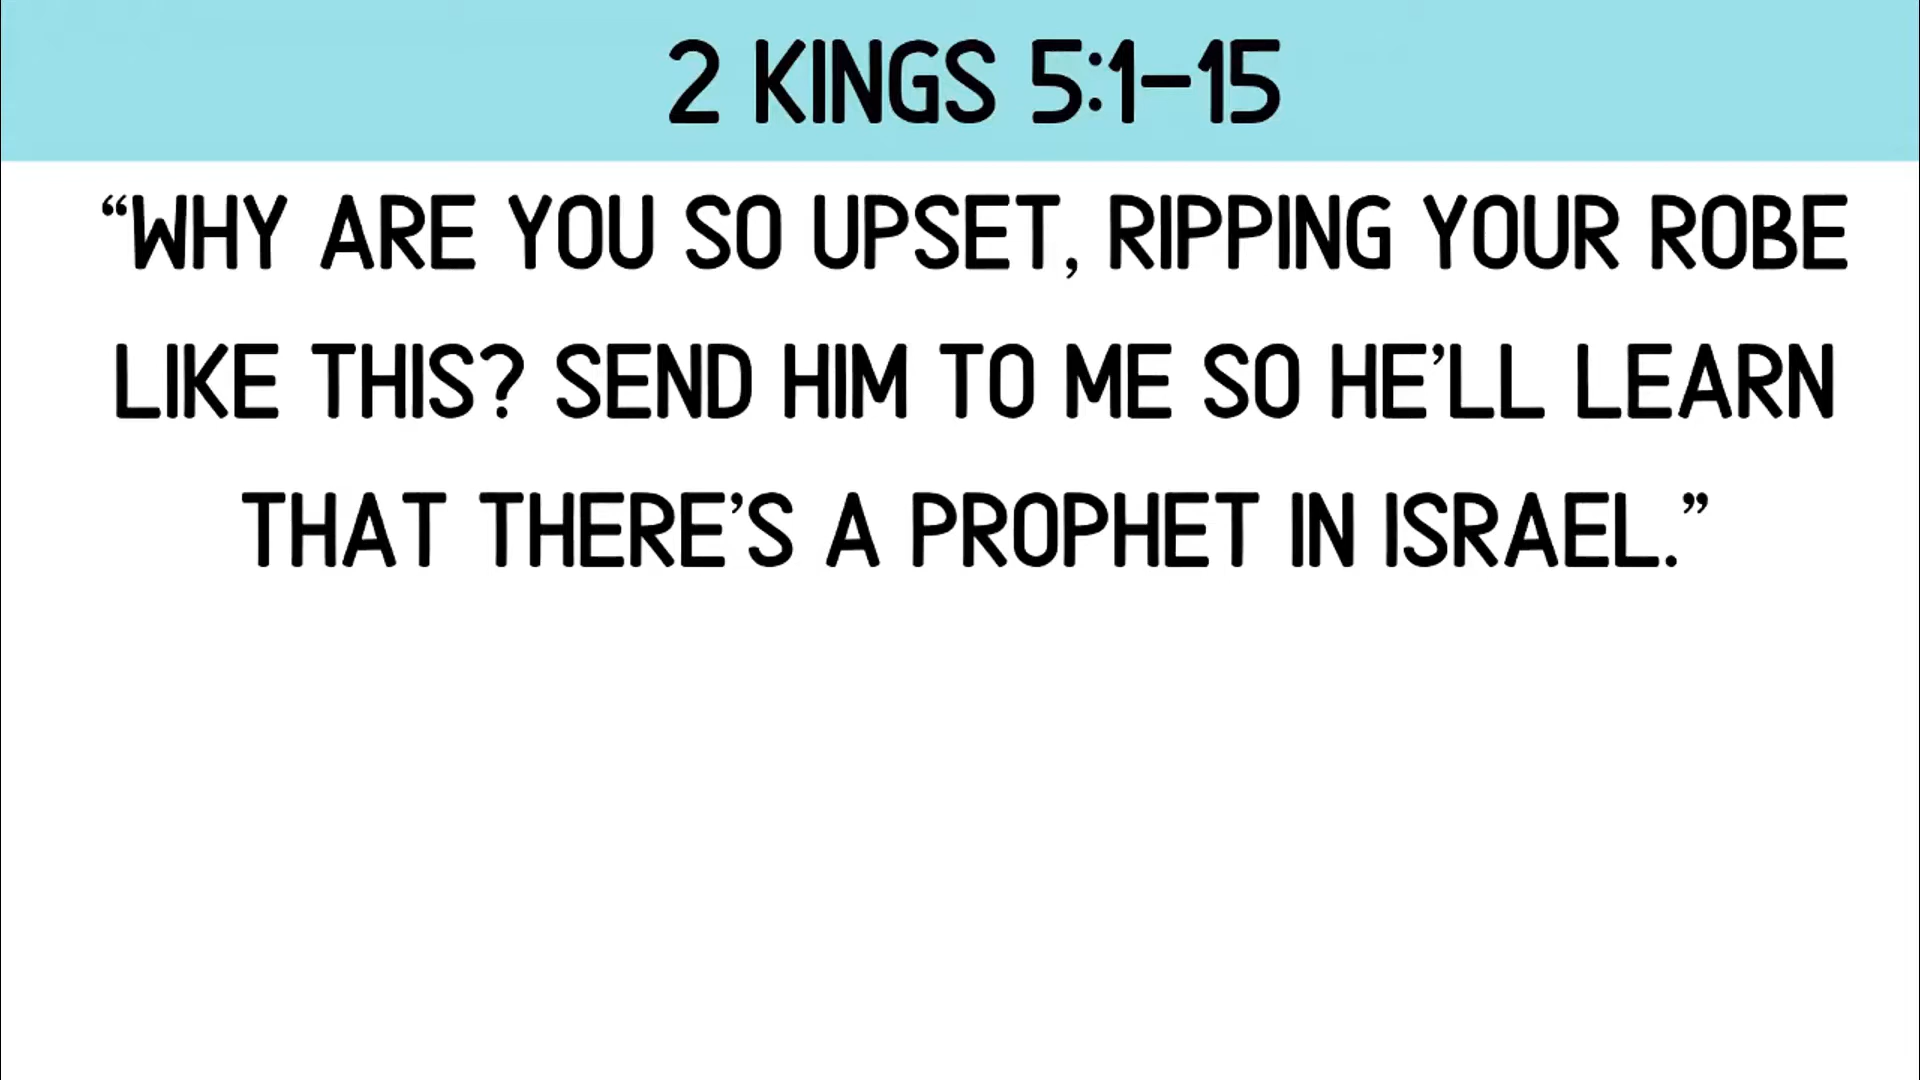 2 KINGS 5:1-15
“WHY ARE YOU SO UPSET, RIPPING YOUR ROBE
LIKE THIS? SEND HIM TO ME SO HE’LL LEARN
THAT THERE’S A PROPHET IN ISRAEL.”